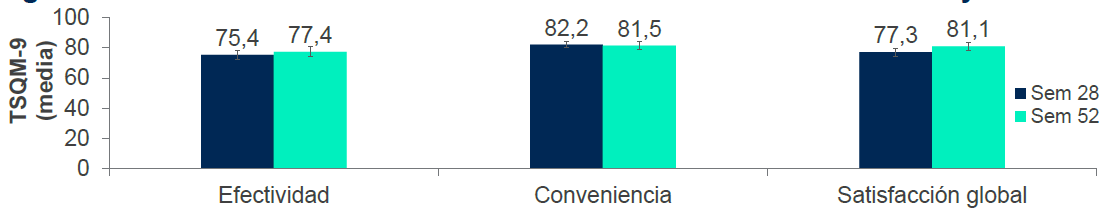 TSQM-9
(media)
100
80
60
40
20
0
75,4
77,4
82,2
81,5
77,3
81,1
Sem 28
Sem 52
Efectividad
Conveniencia
Satisfacción global